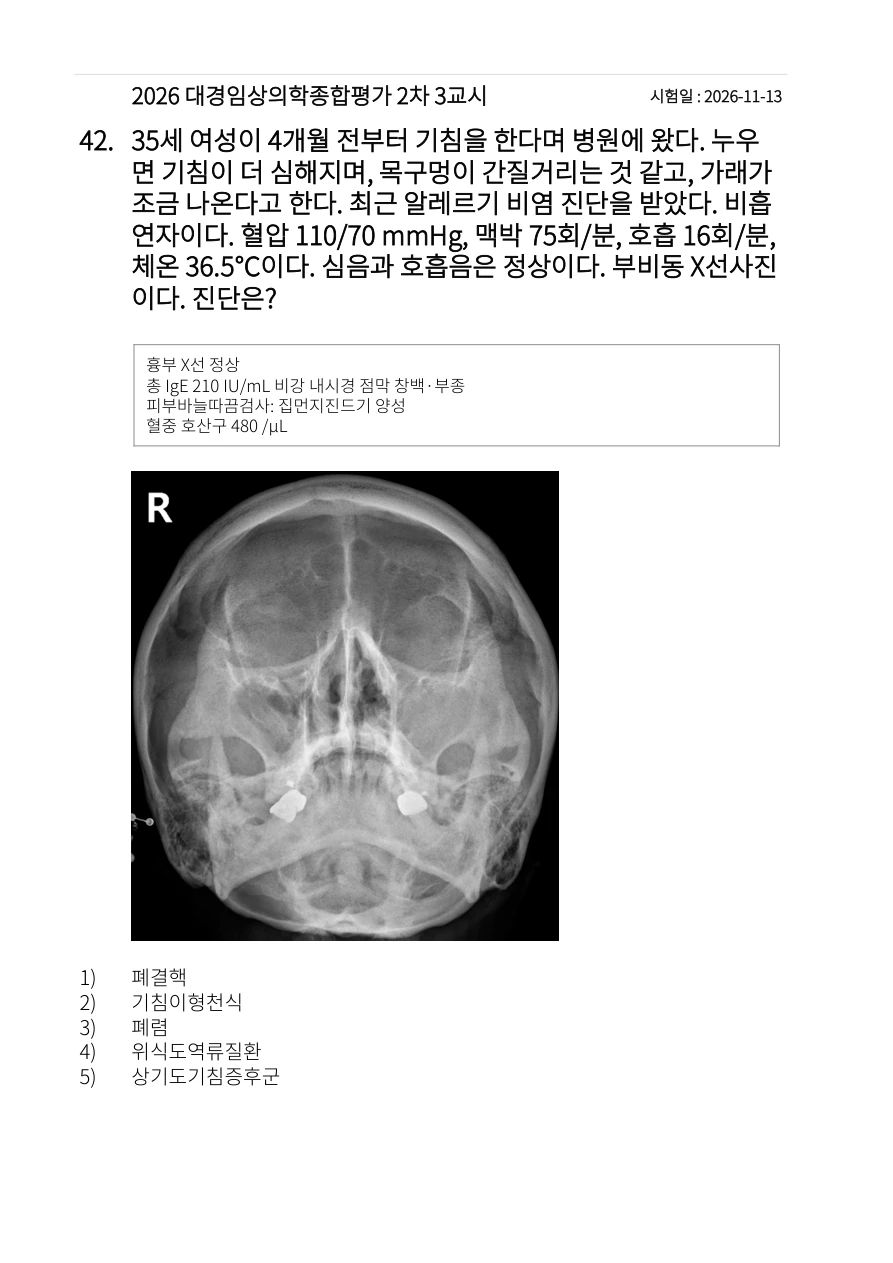 2026 대경임상의학종합평가 2차 3교시
시험일 : 2026-11-13
42. 35세 여성이 4개월 전부터 기침을 한다며 병원에 왔다. 누우
면 기침이 더 심해지며, 목구멍이 간질거리는 것 같고, 가래가
조금 나온다고 한다. 최근 알레르기 비염 진단을 받았다. 비흡
연자이다. 혈압 110/70 mmHg, 맥박 75회/분, 호흡 16회/분,
체온 36.5°C이다. 심음과 호흡음은 정상이다. 부비동 X선사진
이다. 진단은?
흉부 X선 정상
총 IgE 210 IU/mL 비강 내시경 점막 창백·부종
피부바늘따끔검사: 집먼지진드기 양성
혈중 호산구 480 /μL
R
1) 폐결핵
2) 기침이형천식
3) 폐렴
4) 위식도역류질환
5) 상기도기침증후군